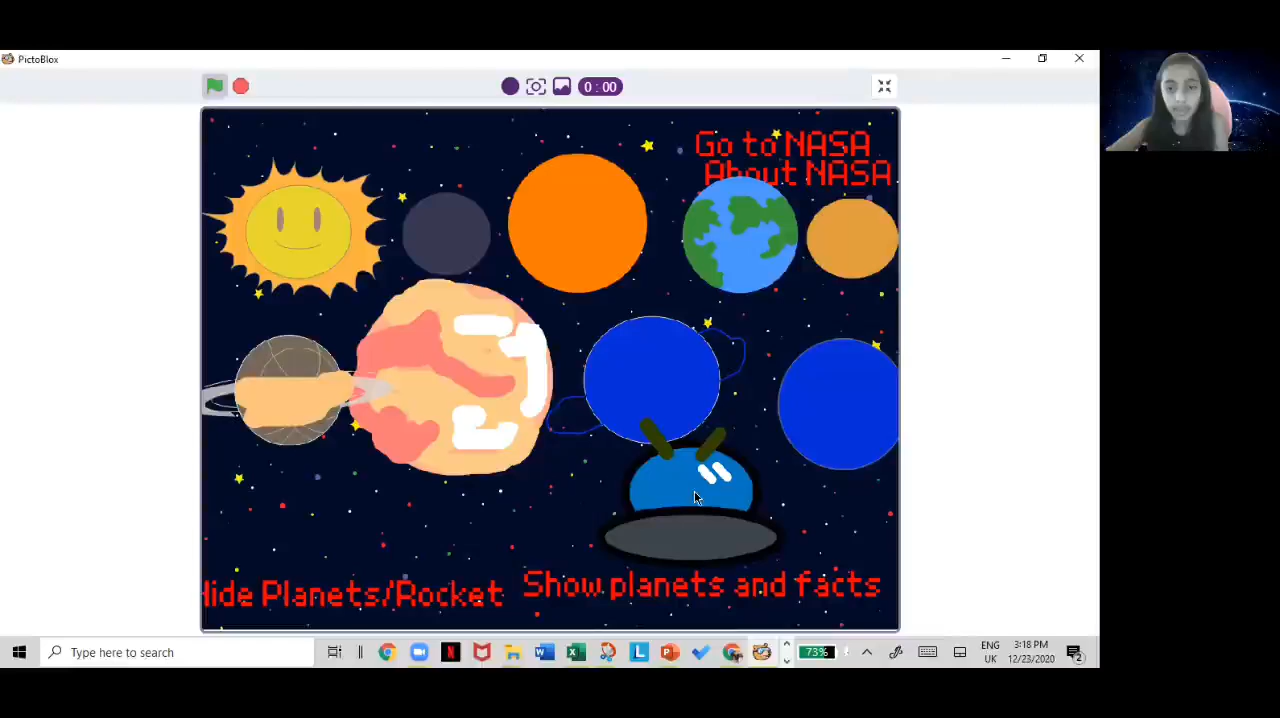 PictoBlox
0 : 00
Go to NASA
About NASA
lide Planets/Rocket
Show planets and facts
Type here to search
73%
ENG
UK
3:18 PM
12/23/2020
2